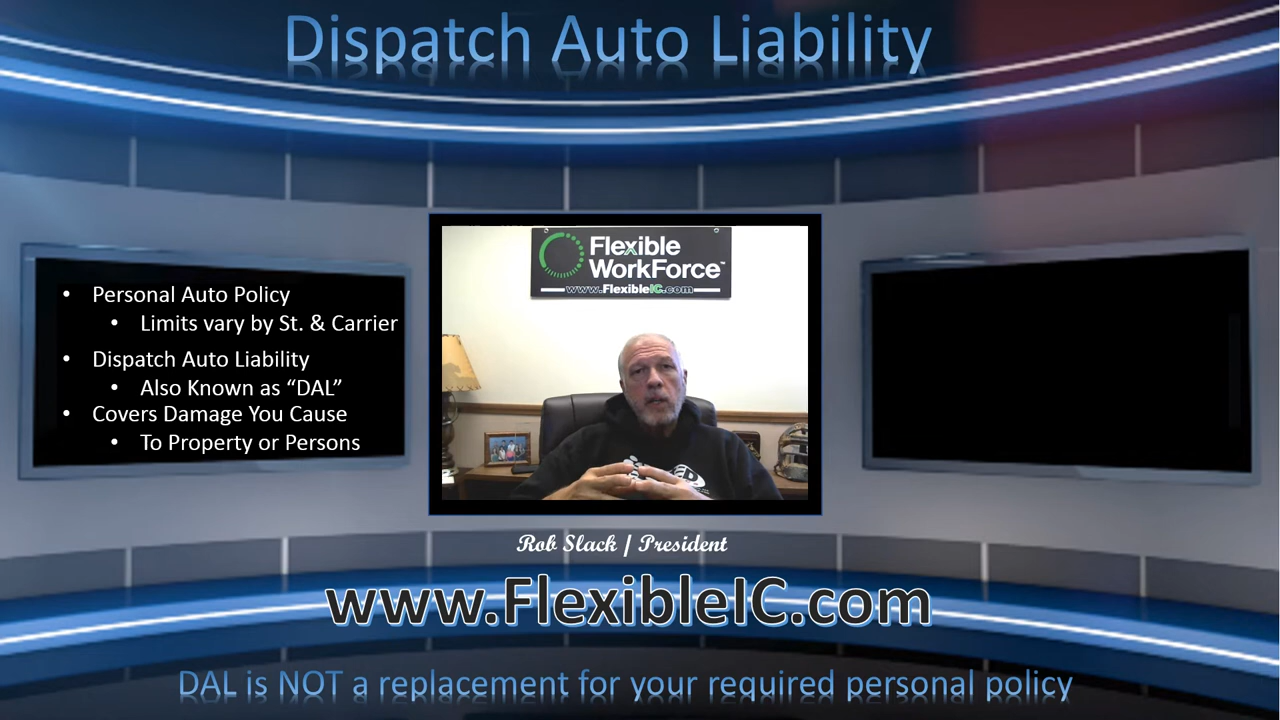 Dispatch Auto Liability
Flexible
WorkForce™
www.FlexibleIC.com
• Personal Auto Policy
• Limits vary by St. & Carrier
• Dispatch Auto Liability
• Also Known as “DAL”
• Covers Damage You Cause
• To Property or Persons
Rob Slack / President
www.FlexibleIC.com
DAL is NOT a replacement for your required personal policy